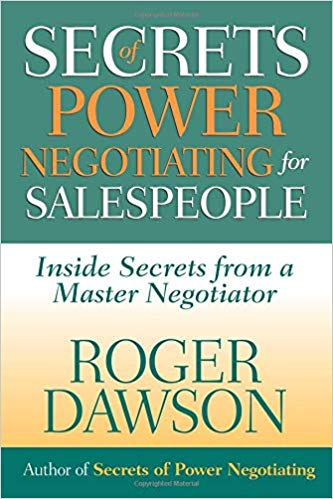 SECRETS
of
POWER
NEGOTIATING for
SALESPEOPLE
Inside Secrets from a
Master Negotiator
ROGER
DAWSON
Author of Secrets of Power Negotiating